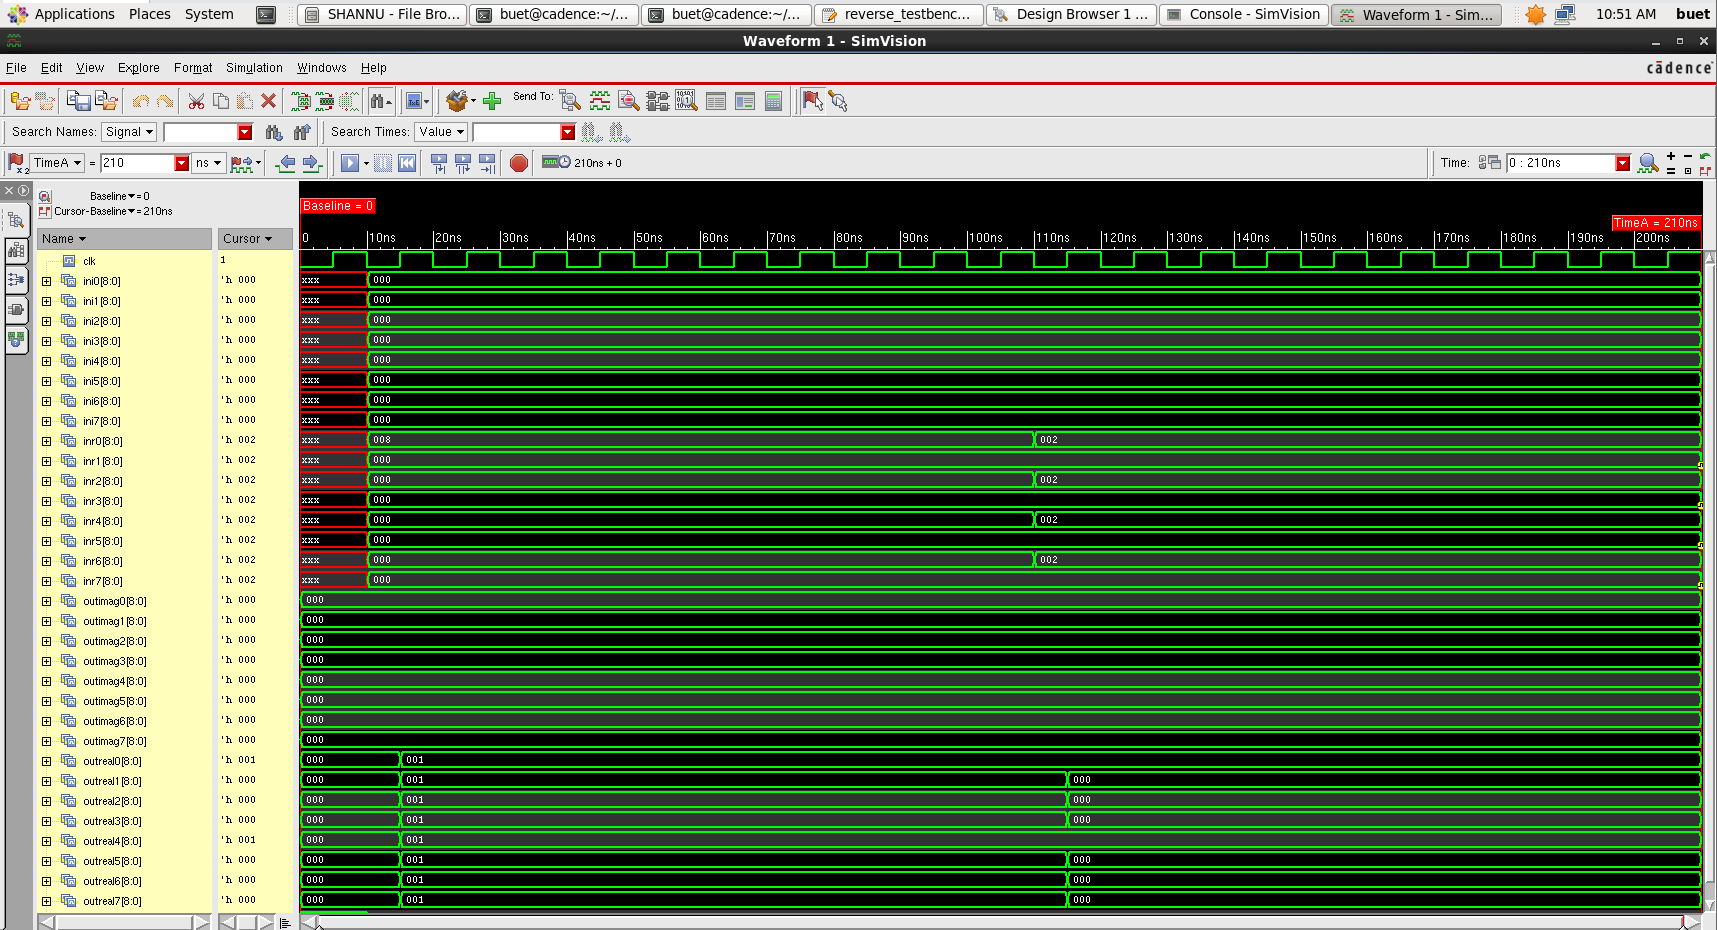 Applications Places System SHANNU - File Bro... buet@cadence:~/... buet@cadence:~/... reverse_testbenc... Design Browser 1 ... Console - SimVision Waveform 1 - Sim... 10:51 AM buet
Waveform 1 - SimVision
File Edit View Explore Format Simulation Windows Help cādence
Send To:
Search Names: Signal Search Times: Value
TimeA = 210 ns 210ns + 0 Time: 0 : 210ns
Baseline = 0
Cursor-Baseline = 210ns
Baseline = 0
TimeA = 210ns
Name Cursor 0 10ns 20ns 30ns 40ns 50ns 60ns 70ns 80ns 90ns 100ns 110ns 120ns 130ns 140ns 150ns 160ns 170ns 180ns 190ns 200ns
clk 1
ini0[8:0] 'h 000 xxx 000
ini1[8:0] 'h 000 xxx 000
ini2[8:0] 'h 000 xxx 000
ini3[8:0] 'h 000 xxx 000
ini4[8:0] 'h 000 xxx 000
ini5[8:0] 'h 000 xxx 000
ini6[8:0] 'h 000 xxx 000
ini7[8:0] 'h 000 xxx 000
inr0[8:0] 'h 002 xxx 008 002
inr1[8:0] 'h 002 xxx 000
inr2[8:0] 'h 002 xxx 000 002
inr3[8:0] 'h 002 xxx 000
inr4[8:0] 'h 002 xxx 000 002
inr5[8:0] 'h 002 xxx 000
inr6[8:0] 'h 002 xxx 000 002
inr7[8:0] 'h 002 xxx 000
outimag0[8:0] 'h 000 000
outimag1[8:0] 'h 000 000
outimag2[8:0] 'h 000 000
outimag3[8:0] 'h 000 000
outimag4[8:0] 'h 000 000
outimag5[8:0] 'h 000 000
outimag6[8:0] 'h 000 000
outimag7[8:0] 'h 000 000
outreal0[8:0] 'h 001 000 001
outreal1[8:0] 'h 000 000 001 000
outreal2[8:0] 'h 000 000 001 000
outreal3[8:0] 'h 000 000 001 000
outreal4[8:0] 'h 001 000 001
outreal5[8:0] 'h 000 000 001 000
outreal6[8:0] 'h 000 000 001 000
outreal7[8:0] 'h 000 000 001 000